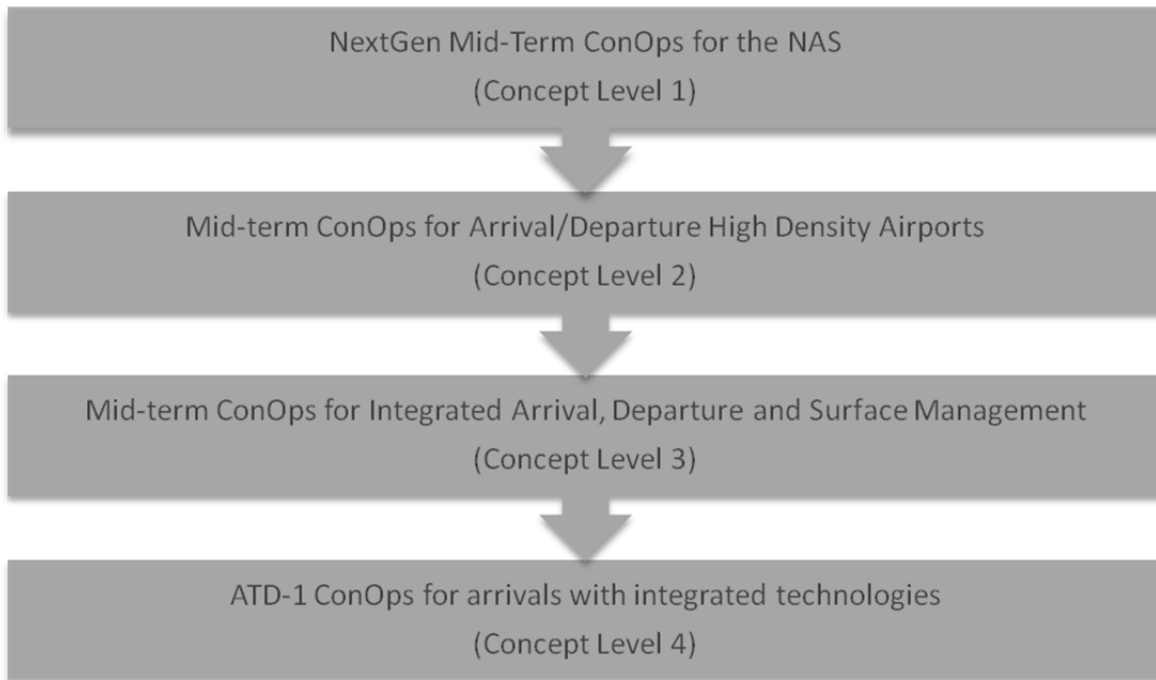 NextGen Mid-Term ConOps for the NAS
(Concept Level 1)
Mid-term ConOps for Arrival/Departure High Density Airports
(Concept Level 2)
Mid-term ConOps for Integrated Arrival, Departure and Surface Management
(Concept Level 3)
ATD-1 ConOps for arrivals with integrated technologies
(Concept Level 4)